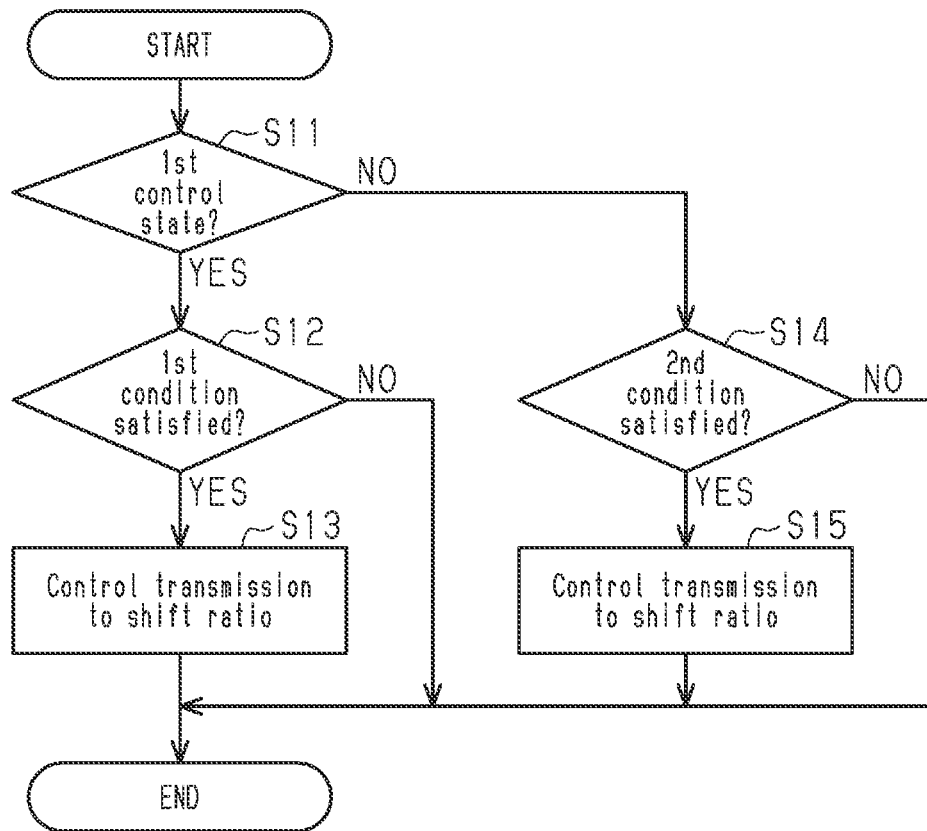 START
S11
1st
control
state?
NO
YES
S12
1st
condition
satisfied?
NO
YES
S13
Control transmission
to shift ratio
S14
2nd
condition
satisfied?
NO
YES
S15
Control transmission
to shift ratio
END